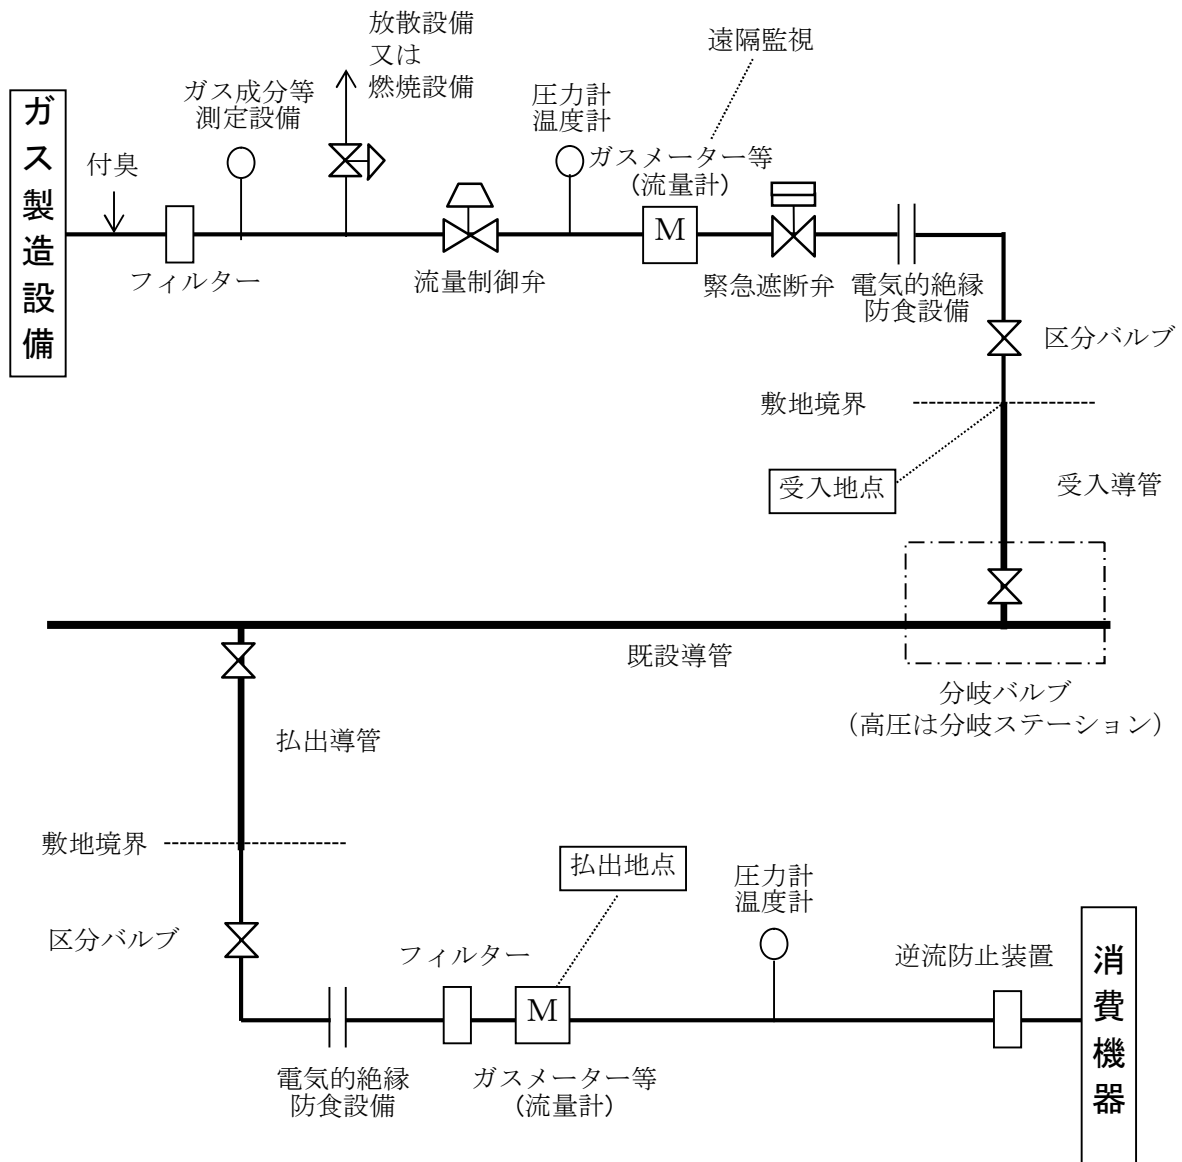 放散設備
又は
燃焼設備
遠隔監視
ガス成分等
測定設備
圧力計
温度計
ガス製造設備
付臭
ガスメーター等
(流量計)
M
フィルター
流量制御弁
緊急遮断弁
電気的絶縁
防食設備
区分バルブ
敷地境界
受入地点
受入導管
既設導管
分岐バルブ
（高圧は分岐ステーション）
払出導管
敷地境界
払出地点
圧力計
温度計
区分バルブ
フィルター
逆流防止装置
消費機器
M
電気的絶縁
防食設備
ガスメーター等
(流量計)